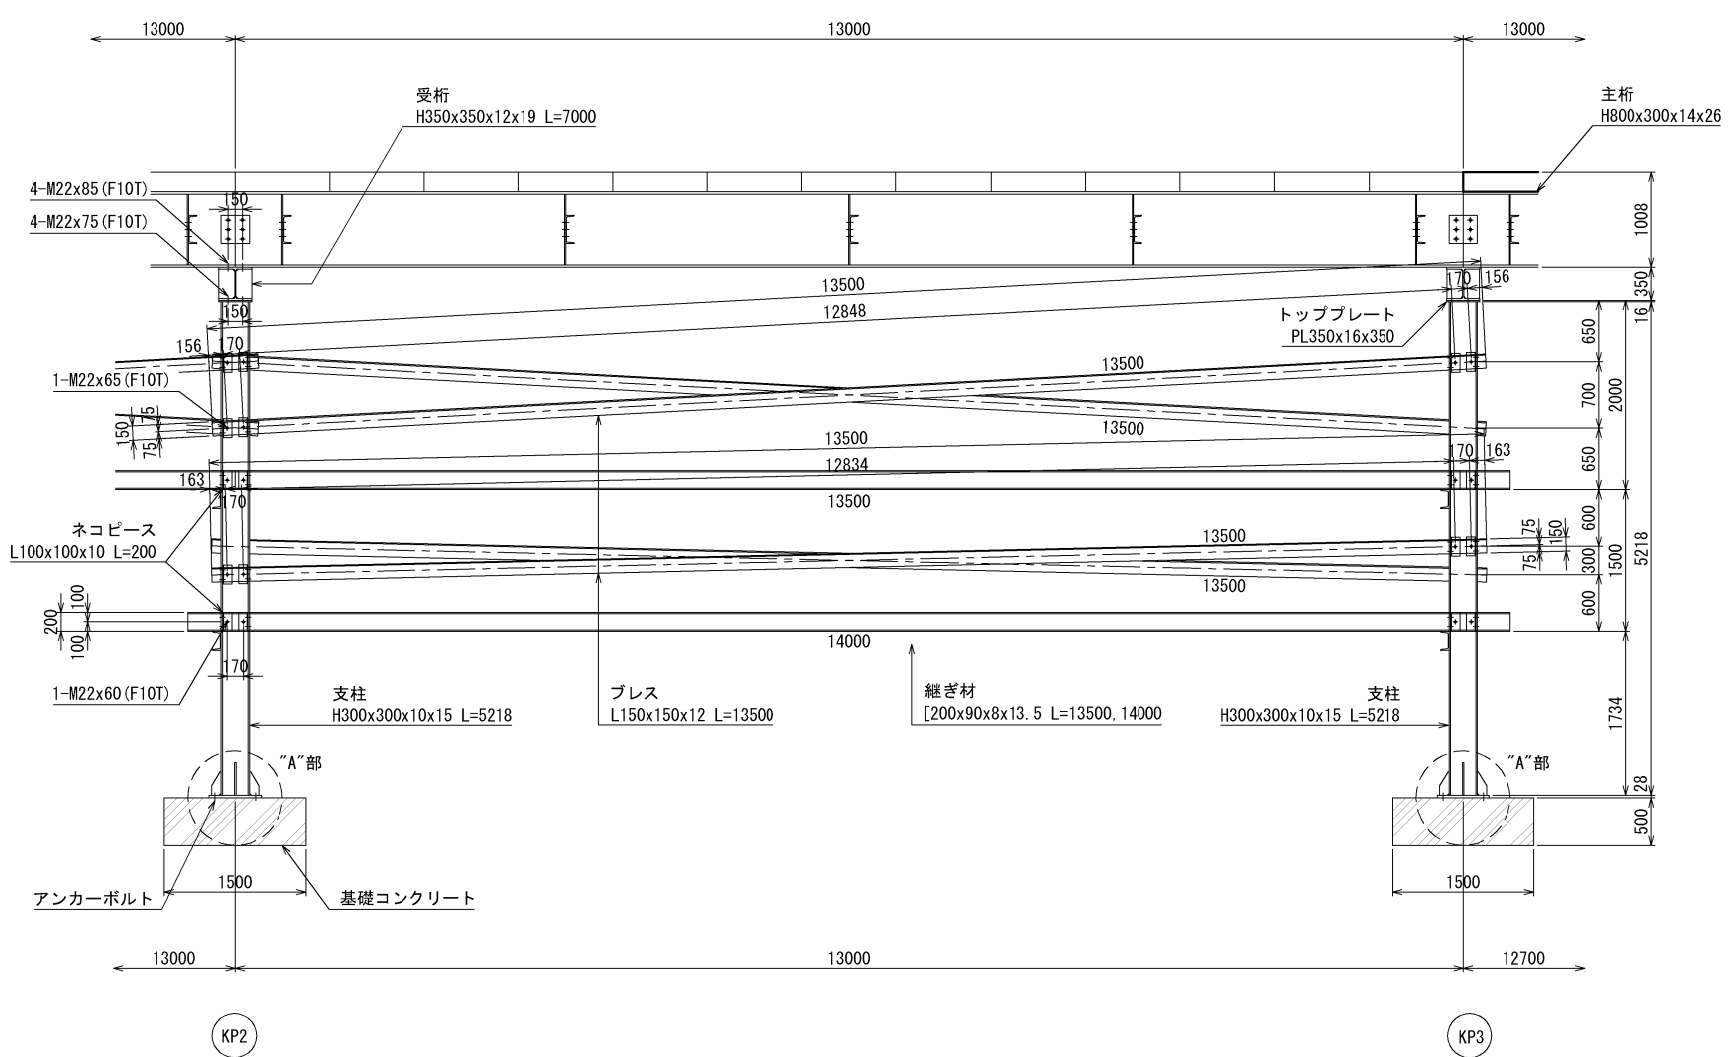 13000
13000
13000
受桁
H350x350x12x19 L=7000
主桁
H800x300x14x26
4-M22x85(F10T)
150
4-M22x75(F10T)
1008
13500
170
156
350
12848
150
トッププレート
PL350x16x350
16
650
156
170
13500
1-M22x65(F10T)
700
2000
75
150
75
13500
13500
12834
170
163
650
163
170
13500
ネコピース
L100x100x10 L=200
13500
75
150
75
600
300
1500
5218
13500
600
100
200
100
14000
170
1-M22x60(F10T)
支柱
H300x300x10x15 L=5218
ブレス
L150x150x12 L=13500
継ぎ材
[200x90x8x13.5 L=13500,14000
支柱
H300x300x10x15 L=5218
1734
"A"部
"A"部
28
500
1500
1500
アンカーボルト
基礎コンクリート
13000
13000
12700
KP2
KP3